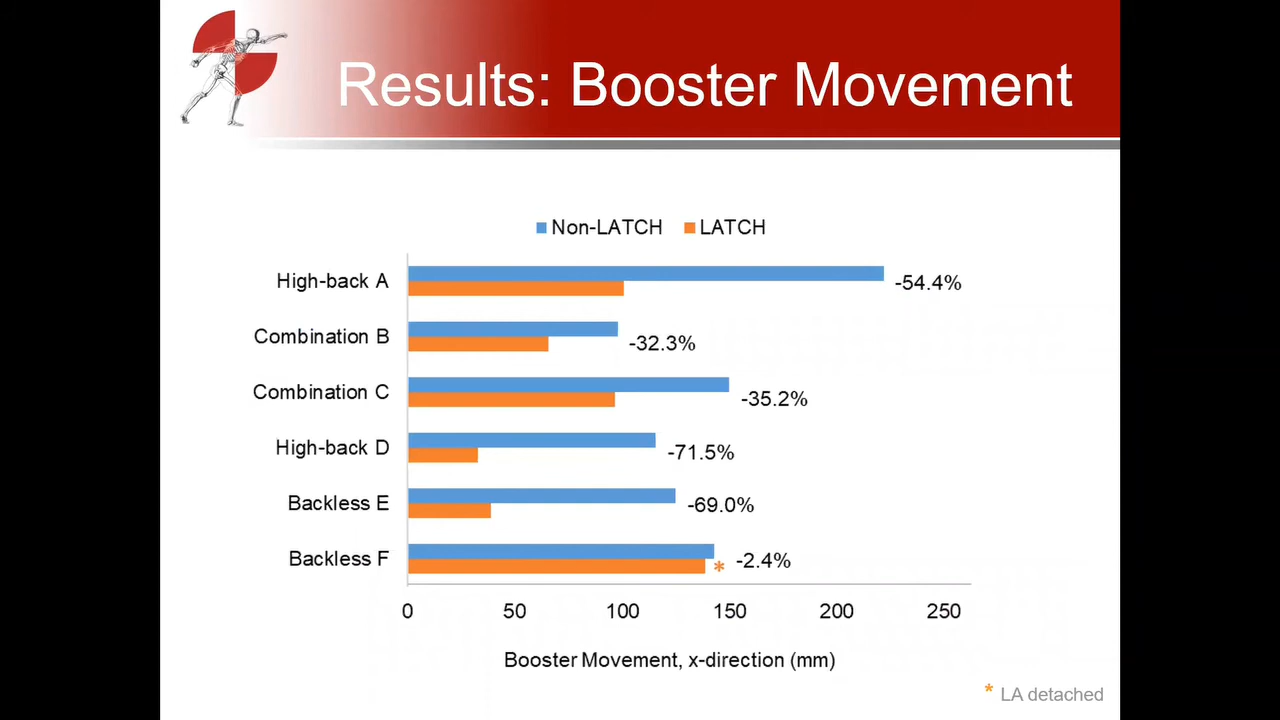 Results: Booster Movement
Non-LATCH LATCH
High-back A -54.4%
Combination B -32.3%
Combination C -35.2%
High-back D -71.5%
Backless E -69.0%
Backless F * -2.4%
0 50 100 150 200 250
Booster Movement, x-direction (mm)
* LA detached